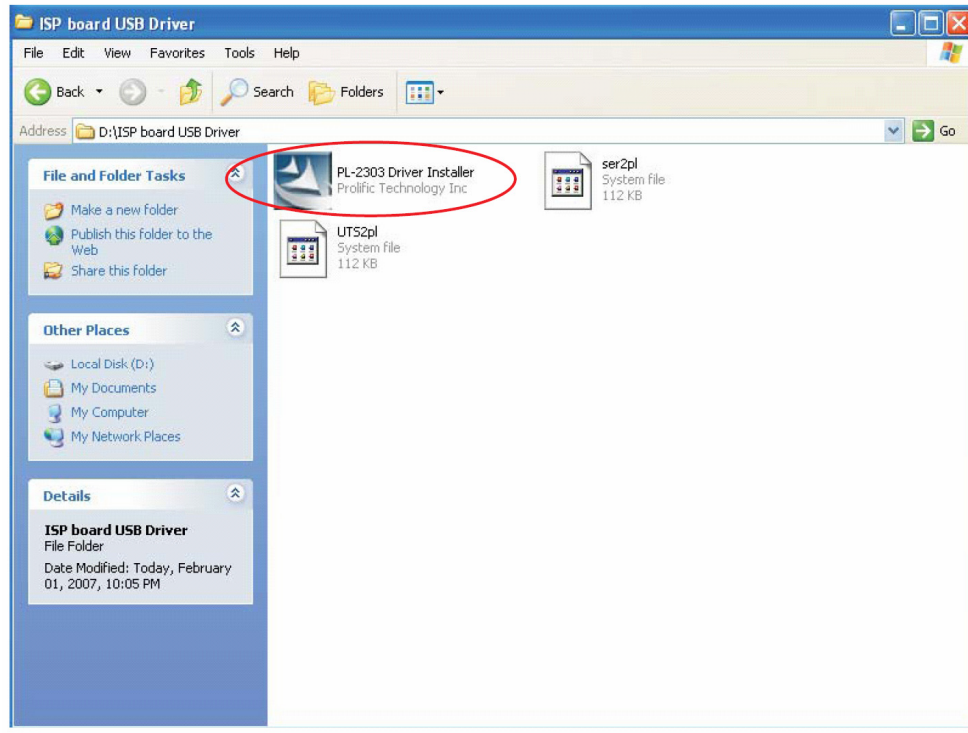 ISP board USB Driver
File Edit View Favorites Tools Help
Back Search Folders
Address D:\ISP board USB Driver Go
File and Folder Tasks
Make a new folder
Publish this folder to the
Web
Share this folder
Other Places
Local Disk (D:)
My Documents
My Computer
My Network Places
Details
ISP board USB Driver
File Folder
Date Modified: Today, February
01, 2007, 10:05 PM
PL-2303 Driver Installer
Prolific Technology Inc
ser2pl
System file
112 KB
UTS2pl
System file
112 KB